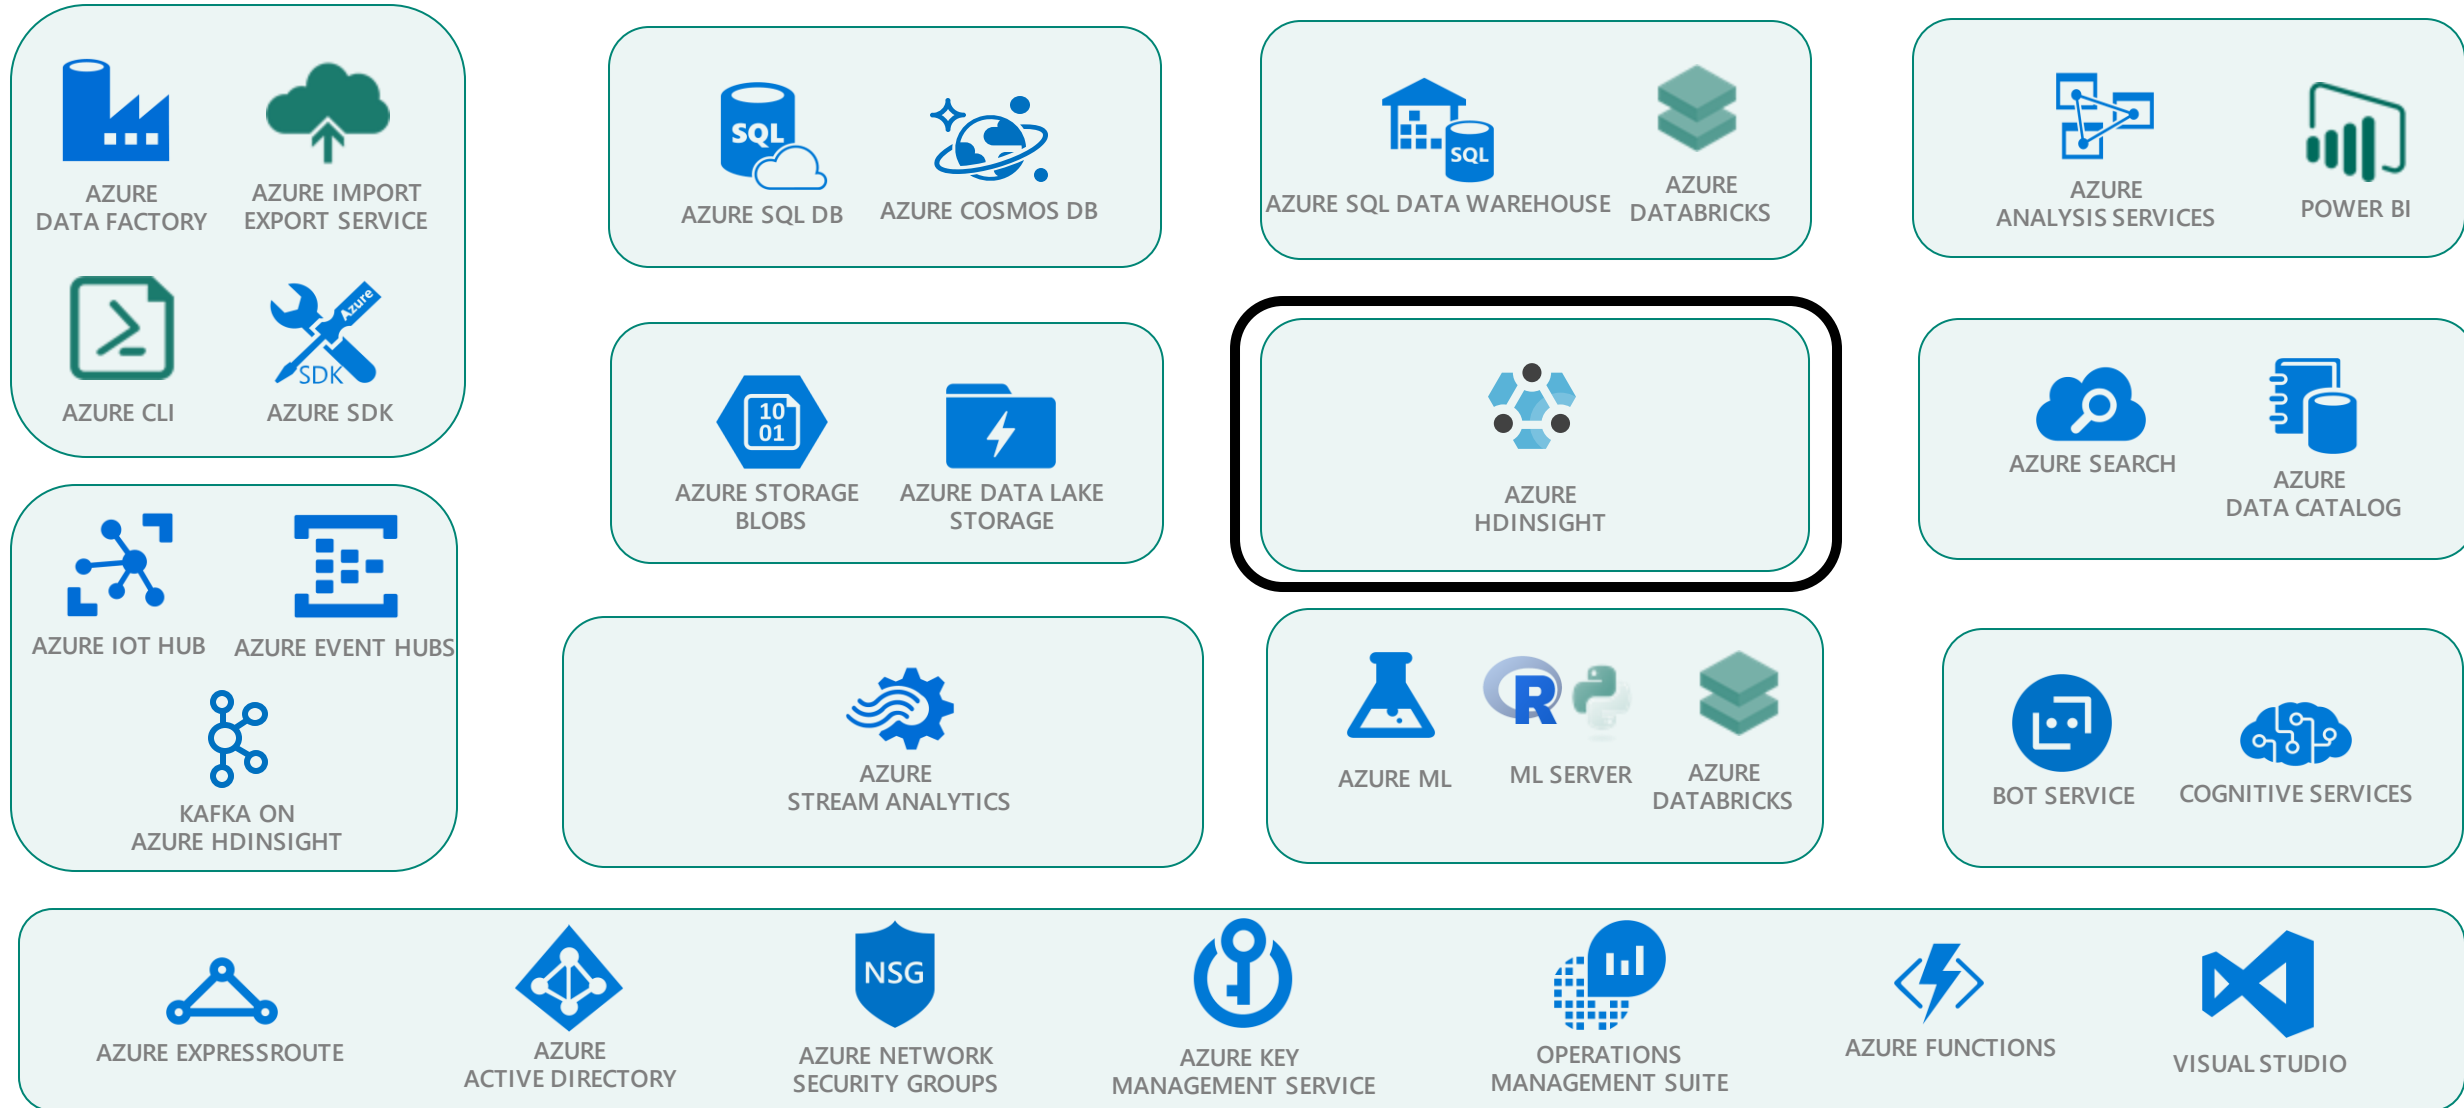 AZURE
DATA FACTORY
AZURE IMPORT
EXPORT SERVICE
AZURE CLI
Azure
SDK
AZURE SDK
SQL
AZURE SQL DB
AZURE COSMOS DB
SQL
AZURE SQL DATA WAREHOUSE
AZURE
DATABRICKS
AZURE
ANALYSIS SERVICES
POWER BI
10
01
AZURE STORAGE
BLOBS
AZURE DATA LAKE
STORAGE
AZURE
HDINSIGHT
AZURE SEARCH
AZURE
DATA CATALOG
AZURE IOT HUB
AZURE EVENT HUBS
KAFKA ON
AZURE HDINSIGHT
AZURE
STREAM ANALYTICS
AZURE ML
R
ML SERVER
AZURE
DATABRICKS
BOT SERVICE
COGNITIVE SERVICES
AZURE EXPRESSROUTE
AZURE
ACTIVE DIRECTORY
NSG
AZURE NETWORK
SECURITY GROUPS
AZURE KEY
MANAGEMENT SERVICE
OPERATIONS
MANAGEMENT SUITE
AZURE FUNCTIONS
VISUAL STUDIO